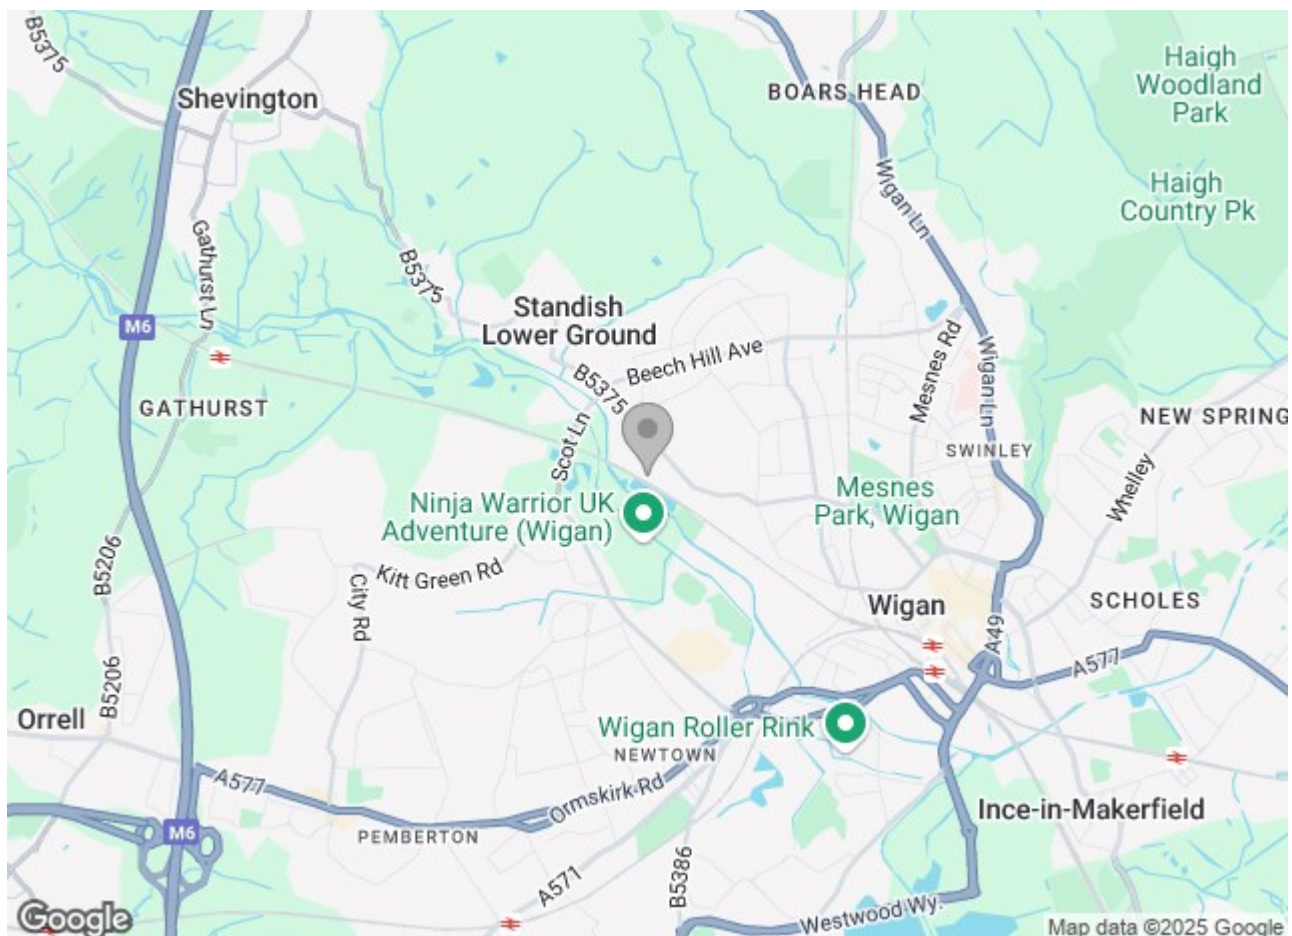 B5375
Shevington
BOARS HEAD
Haigh
Woodland
Park
Wigan Ln
Haigh
Country Pk
Gathurst Ln
B5375
M6
Standish
Lower Ground
Beech Hill Ave
Mesnes Rd
Wigan Ln
B5375
GATHURST
Scot Ln
NEW SPRING
SWINLEY
Whelley
Ninja Warrior UK
Adventure (Wigan)
Mesnes
Park, Wigan
B5206
Kitt Green Rd
City Rd
Wigan
SCHOLES
A49
A577
B5206
Orrell
Wigan Roller Rink
NEWTOWN
A577
Ormskirk Rd
M6
PEMBERTON
Ince-in-Makerfield
A571
B5386
Westwood Wy.
Google
Map data ©2025 Google